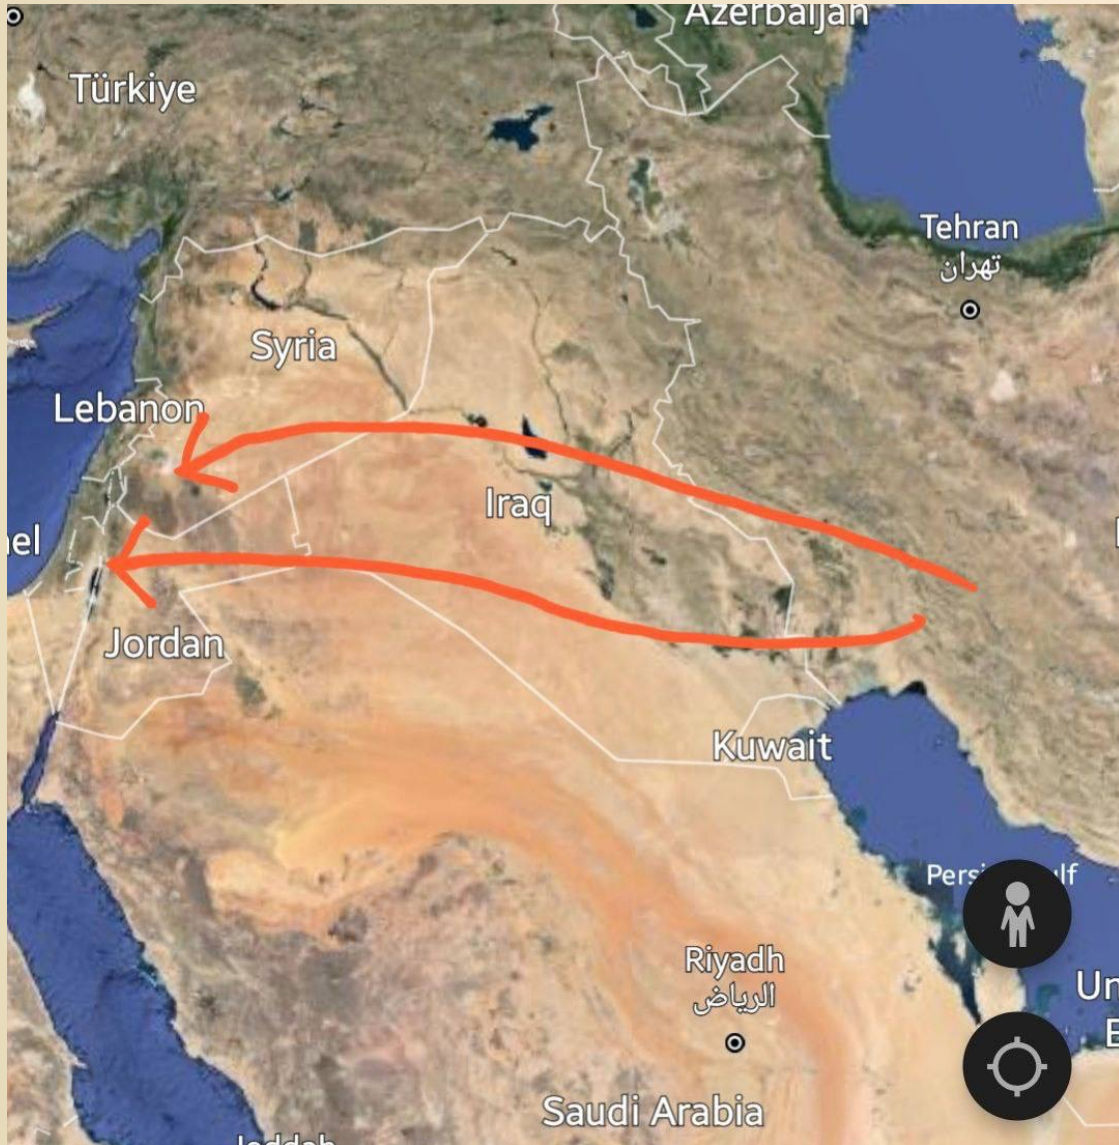 Azerbaijan
Türkiye
Tehran
تهران
Syria
Lebanon
Iraq
Jordan
Kuwait
Riyadh
الرياض
Saudi Arabia